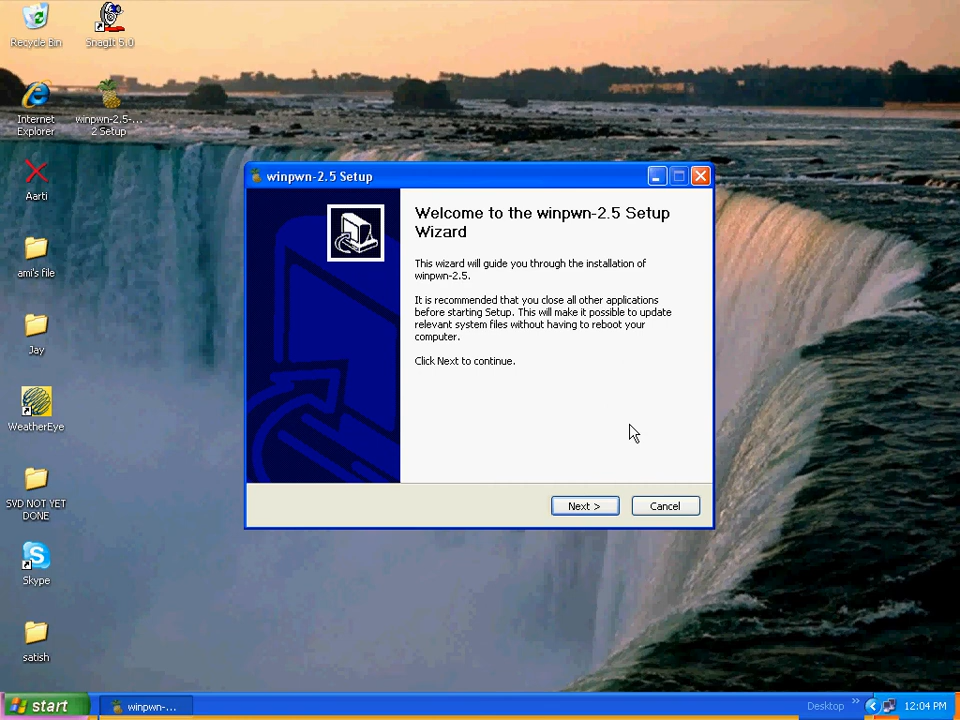 Recycle Bin
SnagIt 5.0
Internet
Explorer
winpwn-2.5-...
2 Setup
Aarti
ami's file
Jay
WeatherEye
SVD NOT YET
DONE
Skype
satish
winpwn-2.5 Setup
Welcome to the winpwn-2.5 Setup
Wizard
This wizard will guide you through the installation of
winpwn-2.5.
It is recommended that you close all other applications
before starting Setup. This will make it possible to update
relevant system files without having to reboot your
computer.
Click Next to continue.
Next >
Cancel
start
winpwn-...
Desktop
12:04 PM